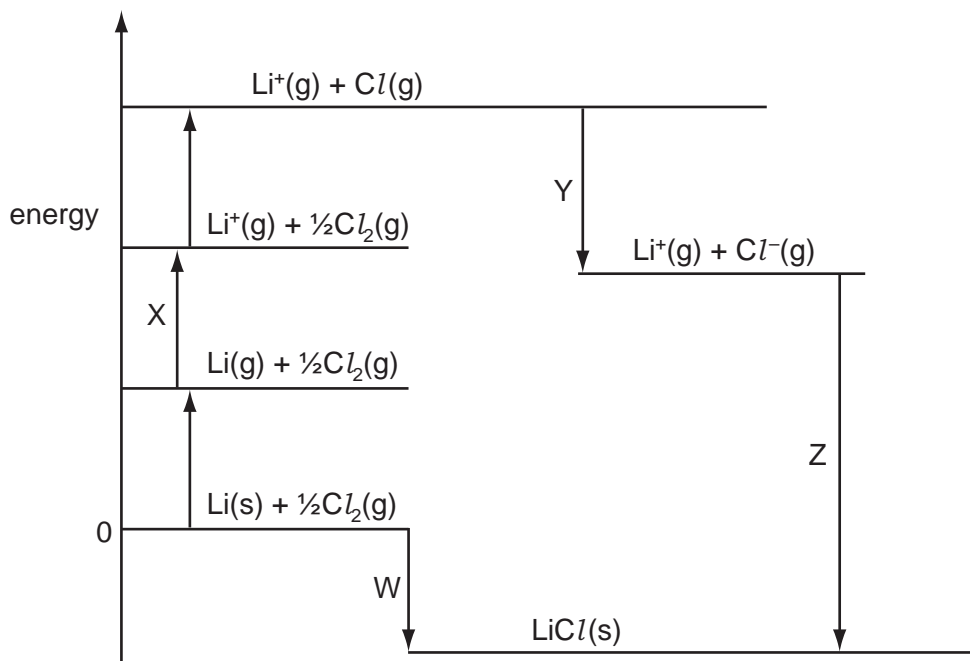 Li⁺(g) + Cl(g)
Y
energy
Li⁺(g) + ½Cl₂(g)
Li⁺(g) + Cl⁻(g)
X
Li(g) + ½Cl₂(g)
Z
Li(s) + ½Cl₂(g)
0
W
LiCl(s)